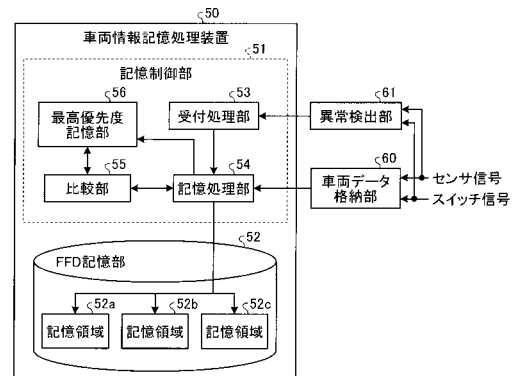 50
車両情報記憶処理装置
51
記憶制御部
56
最高優先度
記憶部
53
受付処理部
61
異常検出部
55
比較部
54
記憶処理部
60
車両データ
格納部
センサ信号
スイッチ信号
52
FFD記憶部
52a
記憶領域
52b
記憶領域
52c
記憶領域